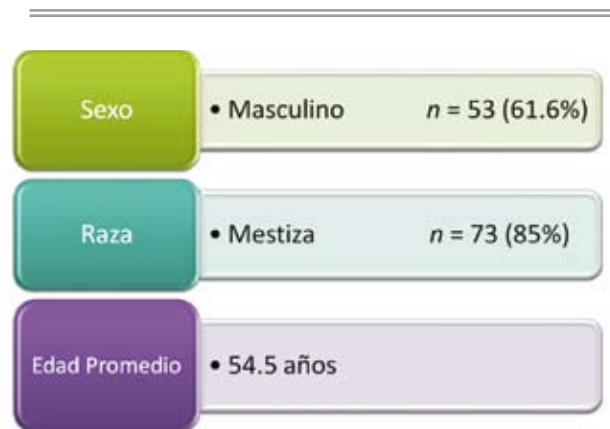 Sexo
• Masculino n = 53 (61.6%)
Raza
• Mestiza n = 73 (85%)
Edad Promedio
• 54.5 años